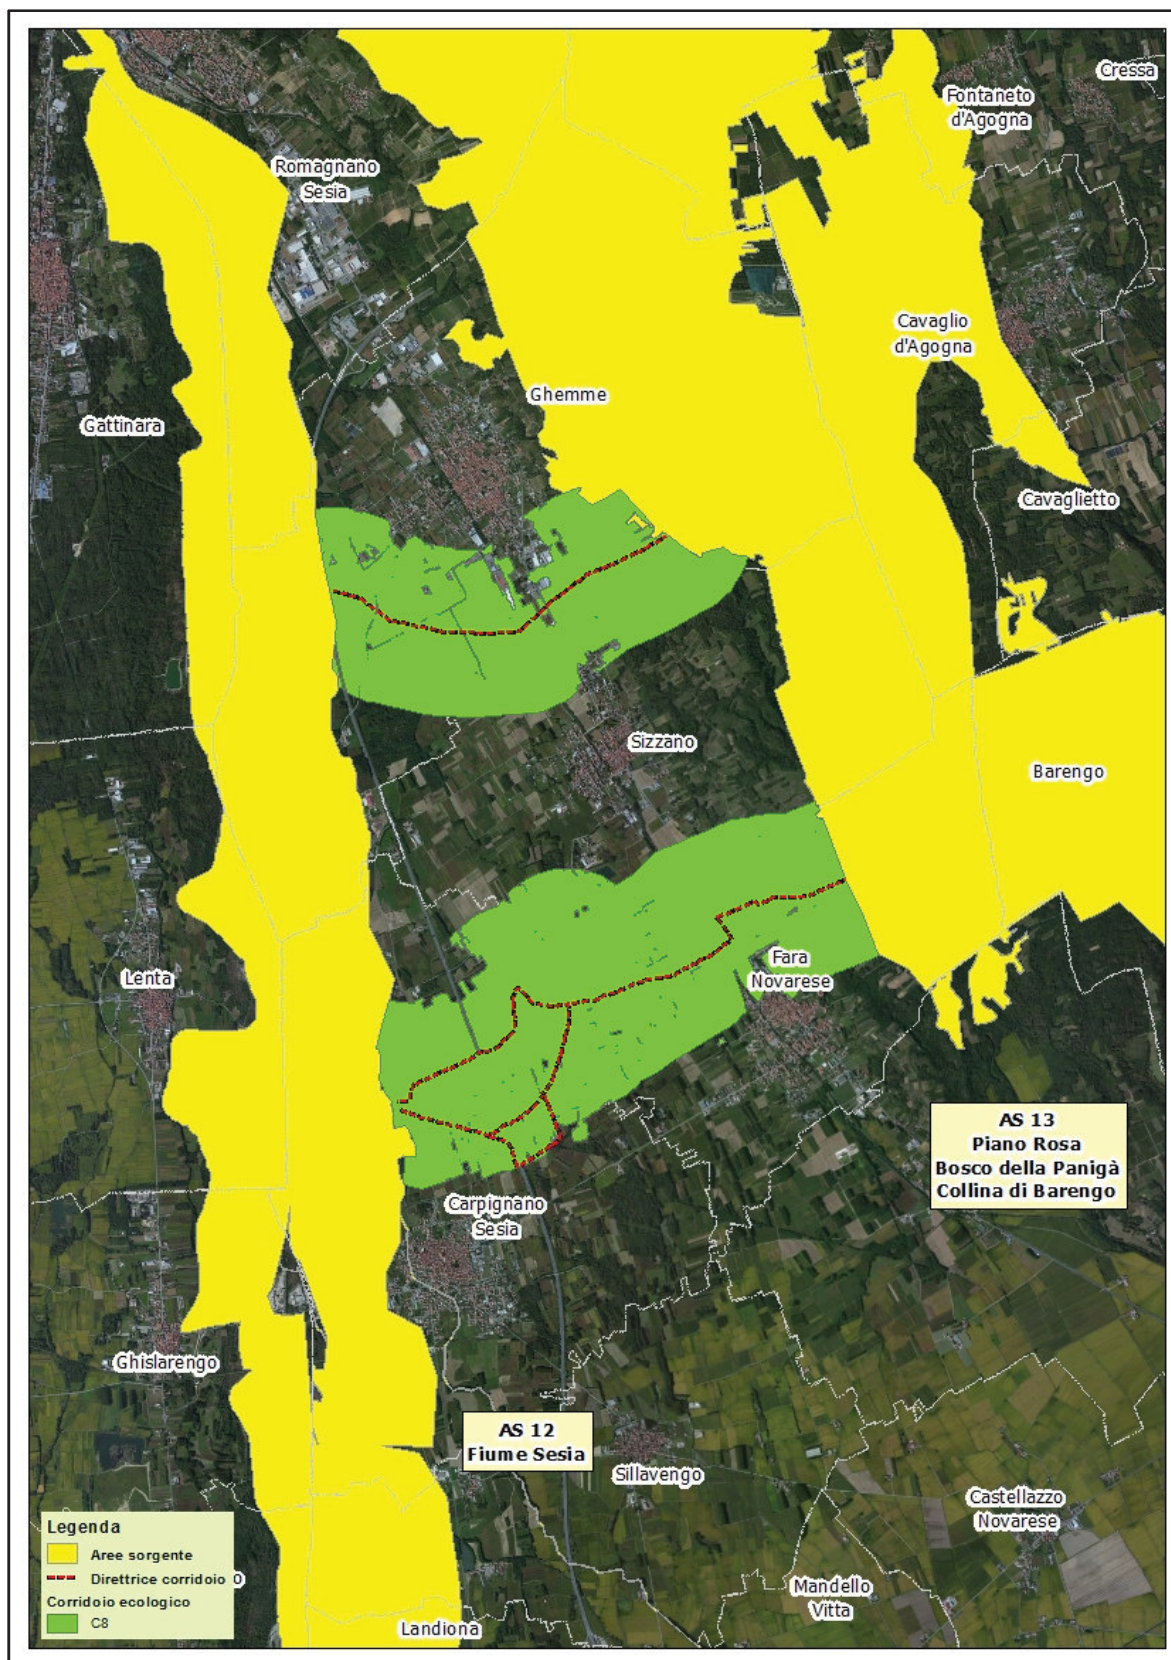 Cressa
Fontaneto
d'Agogna
Romagnano
Sesia
Cavaglio
d'Agogna
Ghemme
Gattinara
Cavaglietto
Sizzano
Barengo
Lenta
Fara
Novarese
AS 13
Piano Rosa
Bosco della Panigà
Collina di Barengo
Carpignano
Sesia
Ghislarengo
AS 12
Fiume Sesia
Sillavengo
Castellazzo
Novarese
Legenda
Aree sorgente
Direttrice corridoio
Corridoio ecologico
C8
Mandello
Vitta
Landiona